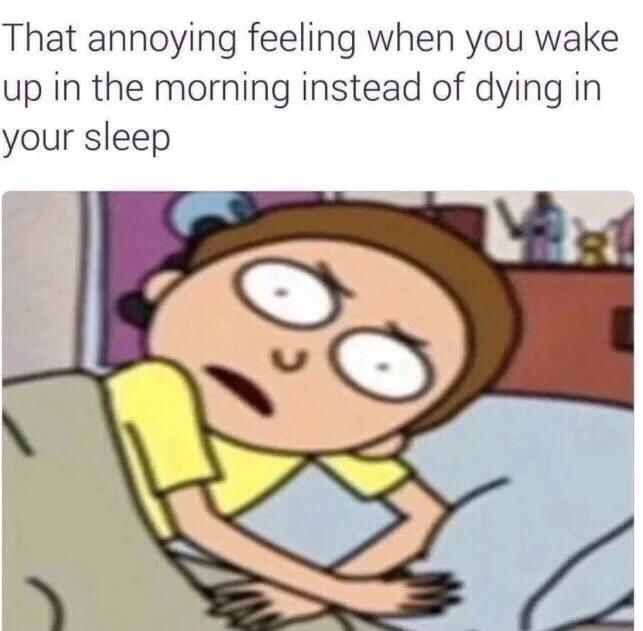 That annoying feeling when you wake
up in the morning instead of dying in
your sleep